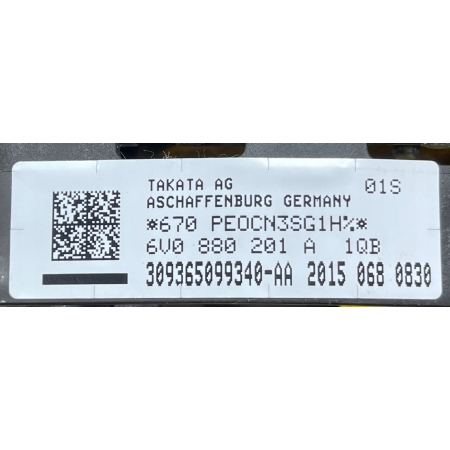 TAKATA AG 01S
ASCHAFFENBURG GERMANY
*670 PEOCN3SG1H%*
6V0 880 201 A 1QB
309365099340-AA 2015 068 0830